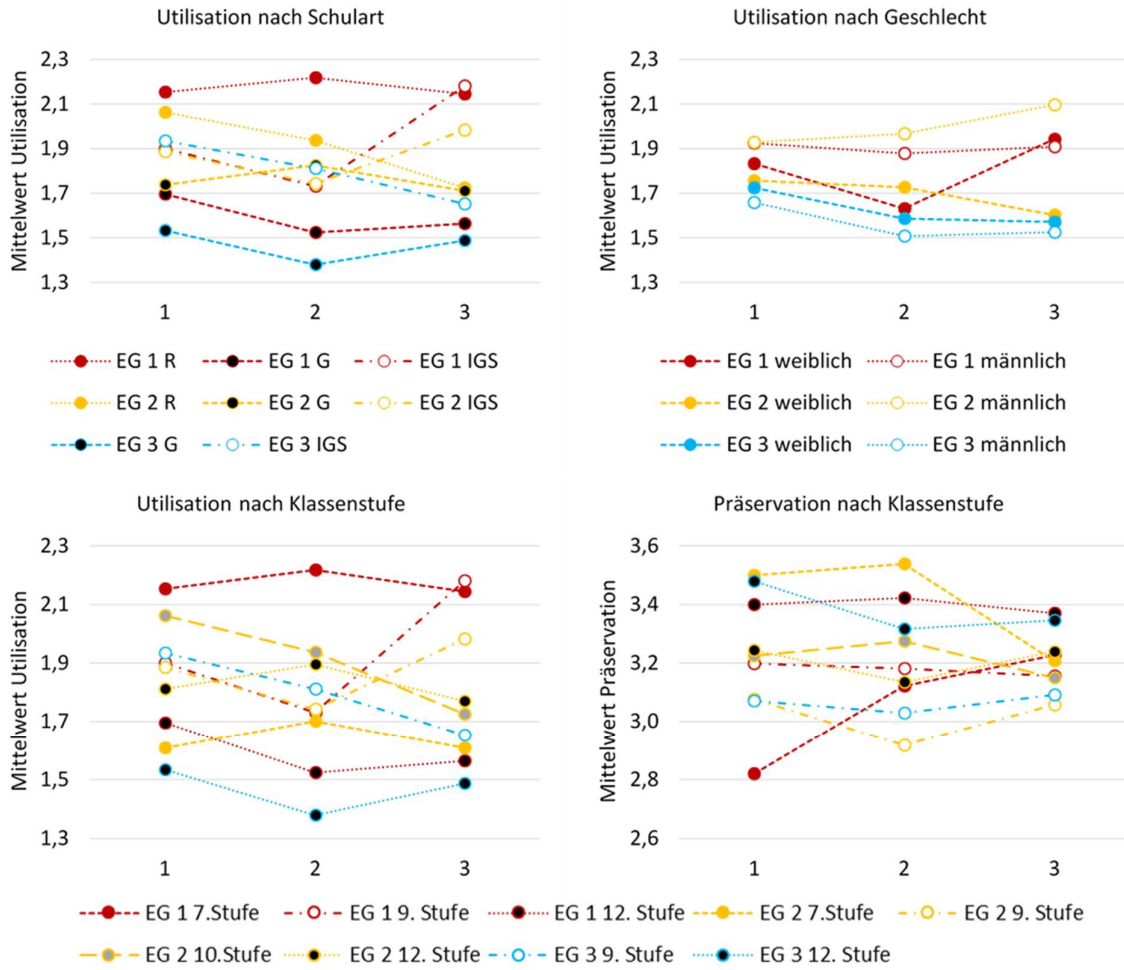 Utilisation nach Schulart
Mittelwert Utilisation
2,3
2,1
1,9
1,7
1,5
1,3
1 2 3
EG 1 R EG 1 G EG 1 IGS
EG 2 R EG 2 G EG 2 IGS
EG 3 G EG 3 IGS
Utilisation nach Geschlecht
Mittelwert Utilisation
2,3
2,1
1,9
1,7
1,5
1,3
1 2 3
EG 1 weiblich EG 1 männlich
EG 2 weiblich EG 2 männlich
EG 3 weiblich EG 3 männlich
Utilisation nach Klassenstufe
Mittelwert Utilisation
2,3
2,1
1,9
1,7
1,5
1,3
1 2 3
Präservation nach Klassenstufe
Mittelwert Präservation
3,6
3,4
3,2
3,0
2,8
2,6
1 2 3
EG 1 7.Stufe EG 1 9. Stufe EG 1 12. Stufe EG 2 7.Stufe EG 2 9. Stufe
EG 2 10.Stufe EG 2 12. Stufe EG 3 9. Stufe EG 3 12. Stufe